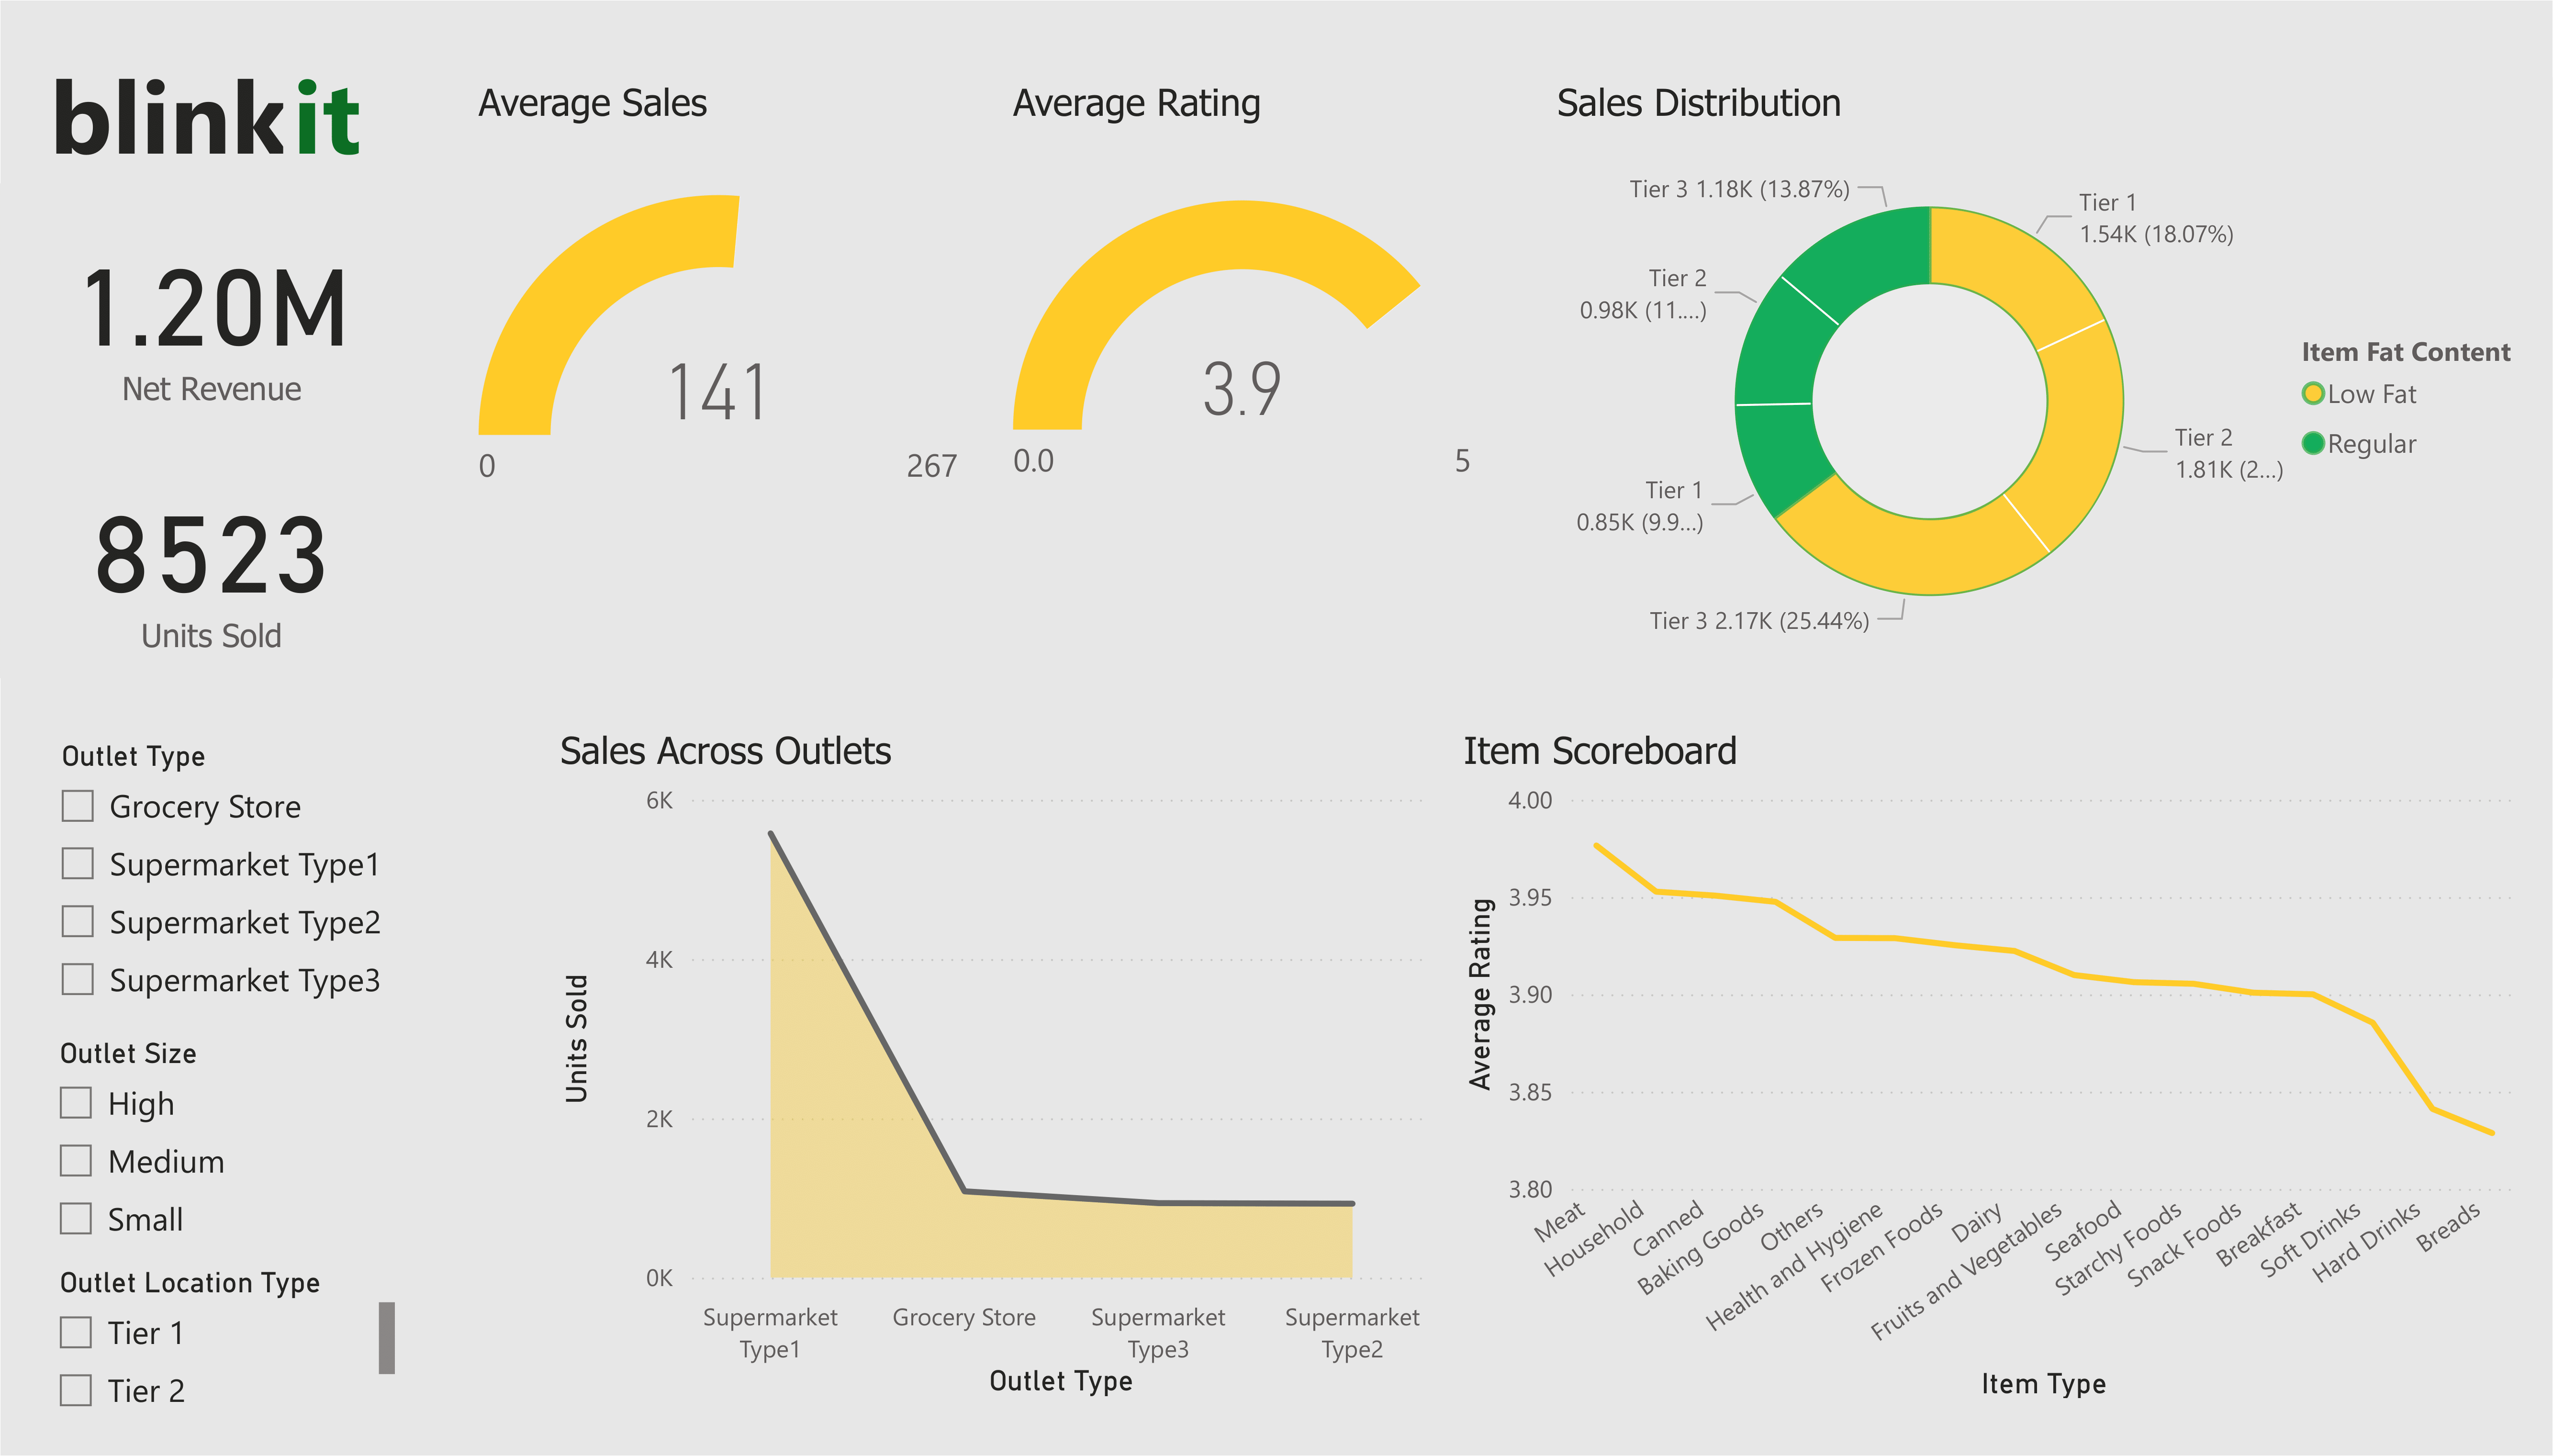 blinkit
1.20M
Net Revenue
8523
Units Sold
Average Sales
141
0
267
Average Rating
3.9
0.0
5
Sales Distribution
Tier 3 1.18K (13.87%)
Tier 1
1.54K (18.07%)
Tier 2
0.98K (11....)
Tier 2
1.81K (2...)
Tier 1
0.85K (9.9...)
Tier 3 2.17K (25.44%)
Item Fat Content
Low Fat
Regular
Outlet Type
Grocery Store
Supermarket Type1
Supermarket Type2
Supermarket Type3
Outlet Size
High
Medium
Small
Outlet Location Type
Tier 1
Tier 2
Sales Across Outlets
Units Sold
6K
4K
2K
0K
Supermarket
Type1
Grocery Store
Supermarket
Type3
Supermarket
Type2
Outlet Type
Item Scoreboard
Average Rating
4.00
3.95
3.90
3.85
3.80
Meat
Household
Canned
Baking Goods
Others
Health and Hygiene
Frozen Foods
Dairy
Fruits and Vegetables
Seafood
Starchy Foods
Snack Foods
Breakfast
Soft Drinks
Hard Drinks
Breads
Item Type